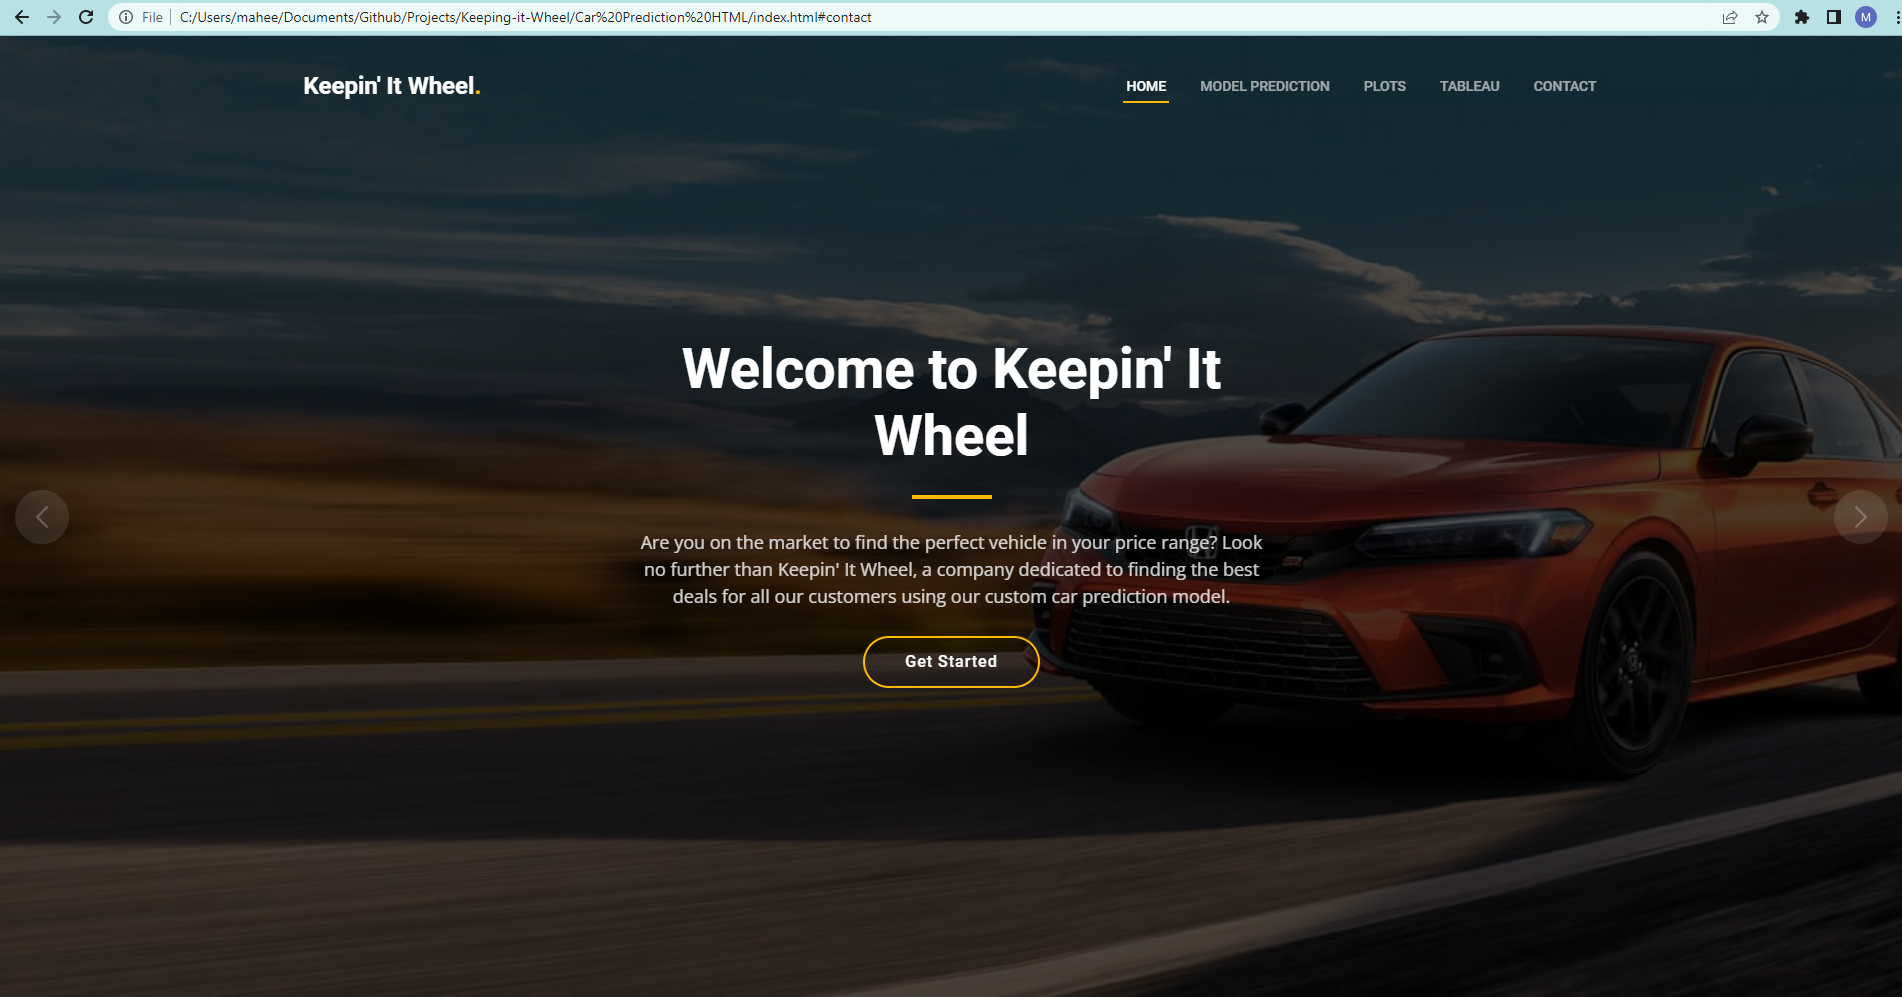 File C:/Users/mahee/Documents/Github/Projects/Keeping-it-Wheel/Car%20Prediction%20HTML/index.html#contact M
Keepin' It Wheel. HOME MODEL PREDICTION PLOTS TABLEAU CONTACT
Welcome to Keepin' It
Wheel
Are you on the market to find the perfect vehicle in your price range? Look
no further than Keepin' It Wheel, a company dedicated to finding the best
deals for all our customers using our custom car prediction model.
Get Started